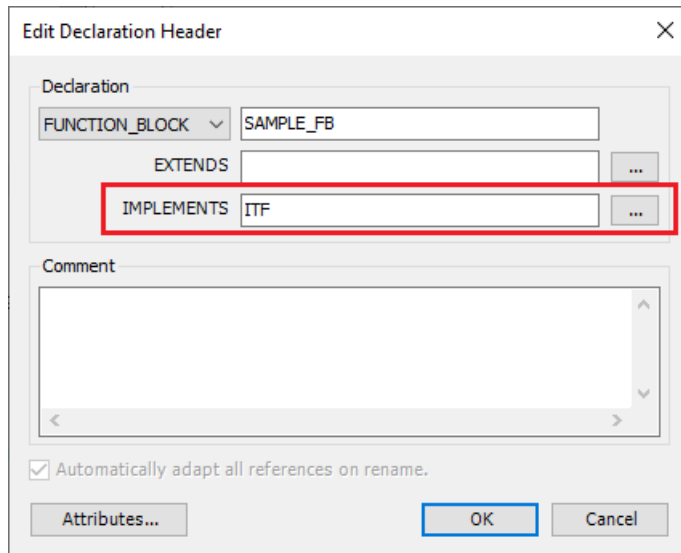 Edit Declaration Header
Declaration
FUNCTION_BLOCK SAMPLE_FB
EXTENDS ...
IMPLEMENTS ITF ...
Comment
Automatically adapt all references on rename.
Attributes... OK Cancel